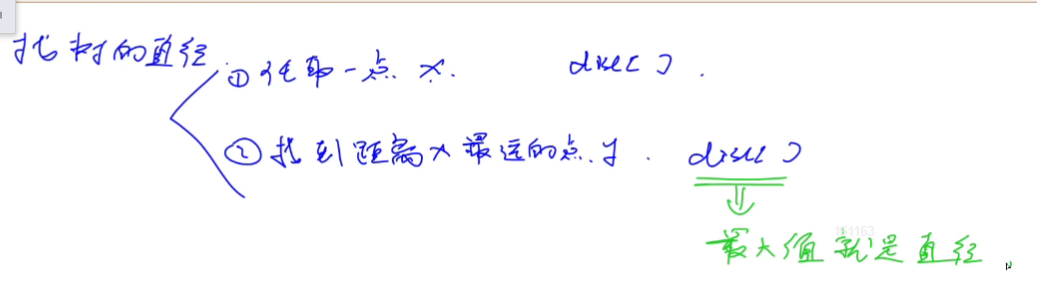 找树的直径
① 任取一点 x. dist[ ].
② 找到距离x最远的点y. dist[ ]
最大值就是直径